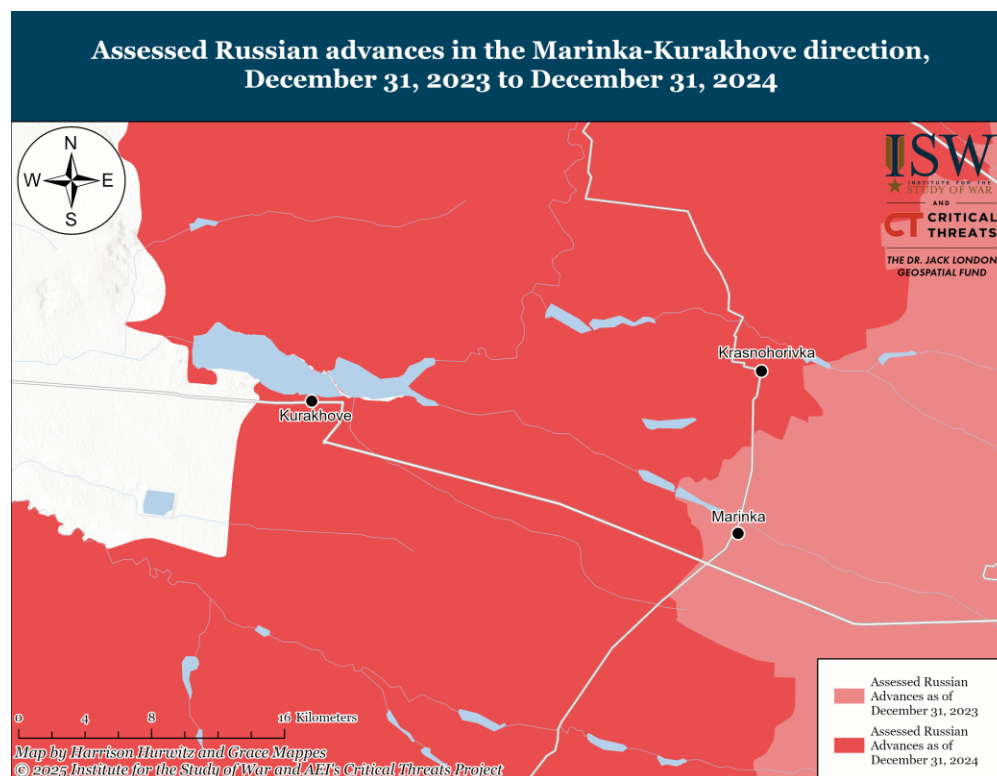 Assessed Russian advances in the Marinka-Kurakhove direction,
December 31, 2023 to December 31, 2024
N
W E
S
ISW
INSTITUTE FOR THE
STUDY OF WAR
AND
CT CRITICAL
THREATS
THE DR. JACK LONDON
GEOSPATIAL FUND
Krasnohorivka
Kurakhove
Marinka
Assessed Russian
Advances as of
December 31, 2023
Assessed Russian
Advances as of
December 31, 2024
0 4 8 16 Kilometers
Map by Harrison Hurwitz and Grace Mappes
© 2025 Institute for the Study of War and AEI's Critical Threats Project